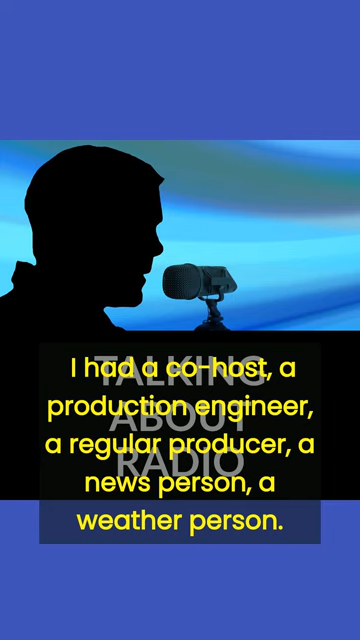 I had a co-host, a
production engineer,
a regular producer, a
news person, a
weather person.
TALKING
ABOUT
RADIO